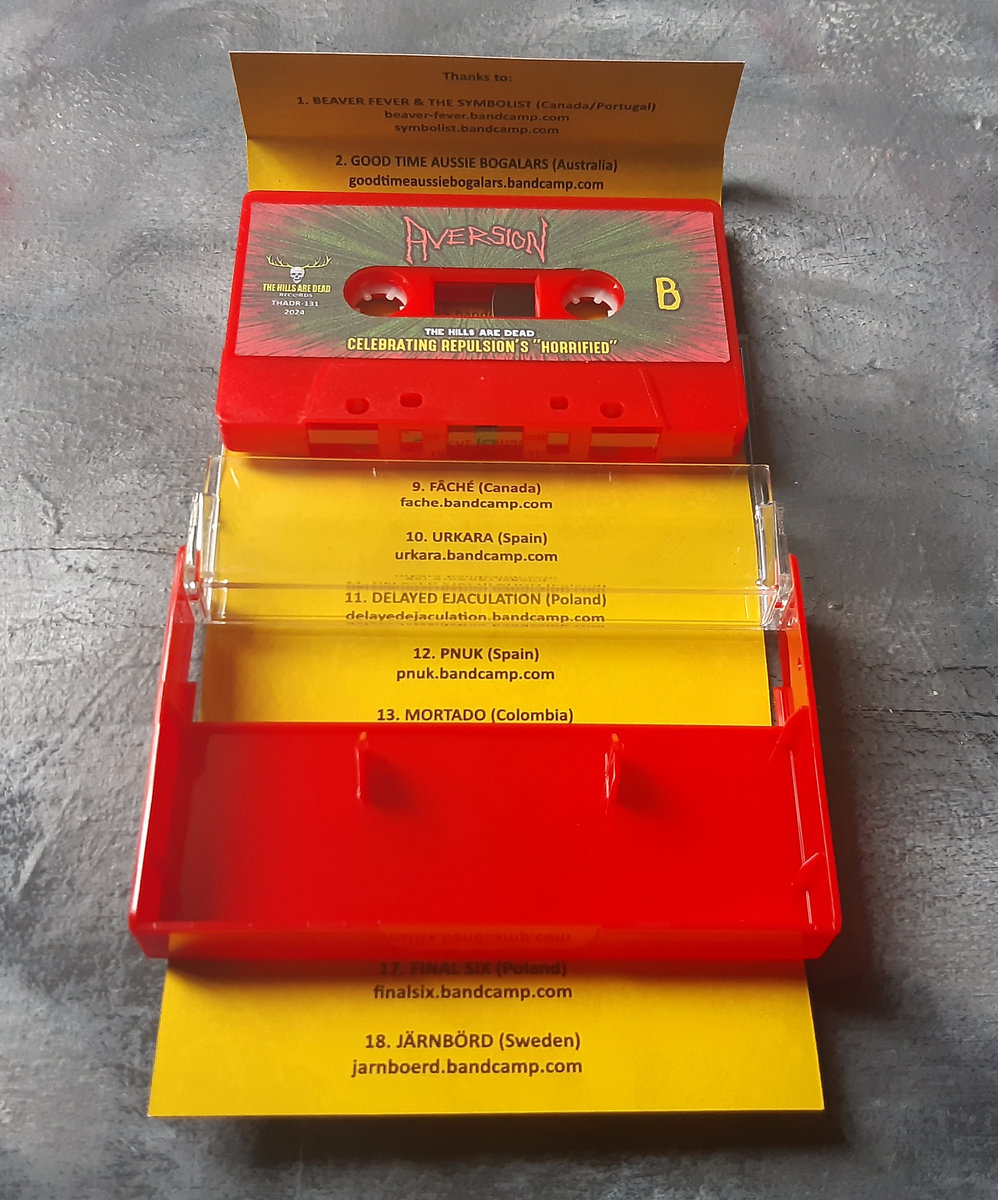 Thanks to:
1. BEAVER FEVER & THE SYMBOLIST (Canada/Portugal)
beaver-fever.bandcamp.com
symbolist.bandcamp.com
2. GOOD TIME AUSSIE BOGALARS (Australia)
goodtimeaussiebogalars.bandcamp.com
AVERSION
THE HILLS ARE DEAD
RECORDS
THADR-131
2024
B
THE HILLS ARE DEAD
CELEBRATING REPULSION'S "HORRIFIED"
9. FÂCHÉ (Canada)
fache.bandcamp.com
10. URKARA (Spain)
urkara.bandcamp.com
11. DELAYED EJACULATION (Poland)
delayedejaculation.bandcamp.com
12. PNUK (Spain)
pnuk.bandcamp.com
13. MORTADO (Colombia)
17. FINAL SIX (Poland)
finalsix.bandcamp.com
18. JÄRNBÖRD (Sweden)
jarnboerd.bandcamp.com